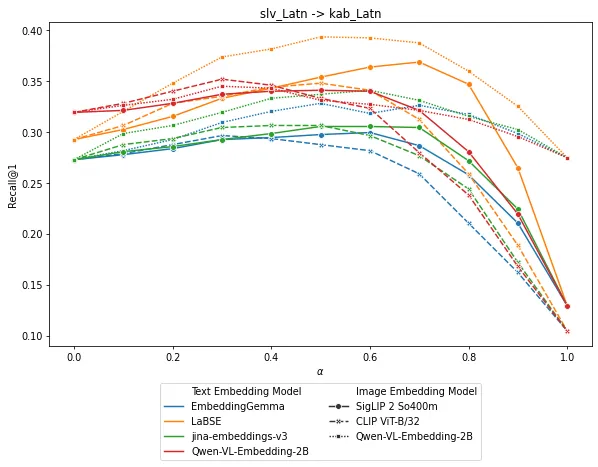 slv_Latn -> kab_Latn
Recall@1
0.40
0.35
0.30
0.25
0.20
0.15
0.10
0.0
0.2
0.4
0.6
0.8
1.0
α
Text Embedding Model
EmbeddingGemma
LaBSE
jina-embeddings-v3
Qwen-VL-Embedding-2B
Image Embedding Model
SigLIP 2 So400m
CLIP ViT-B/32
Qwen-VL-Embedding-2B